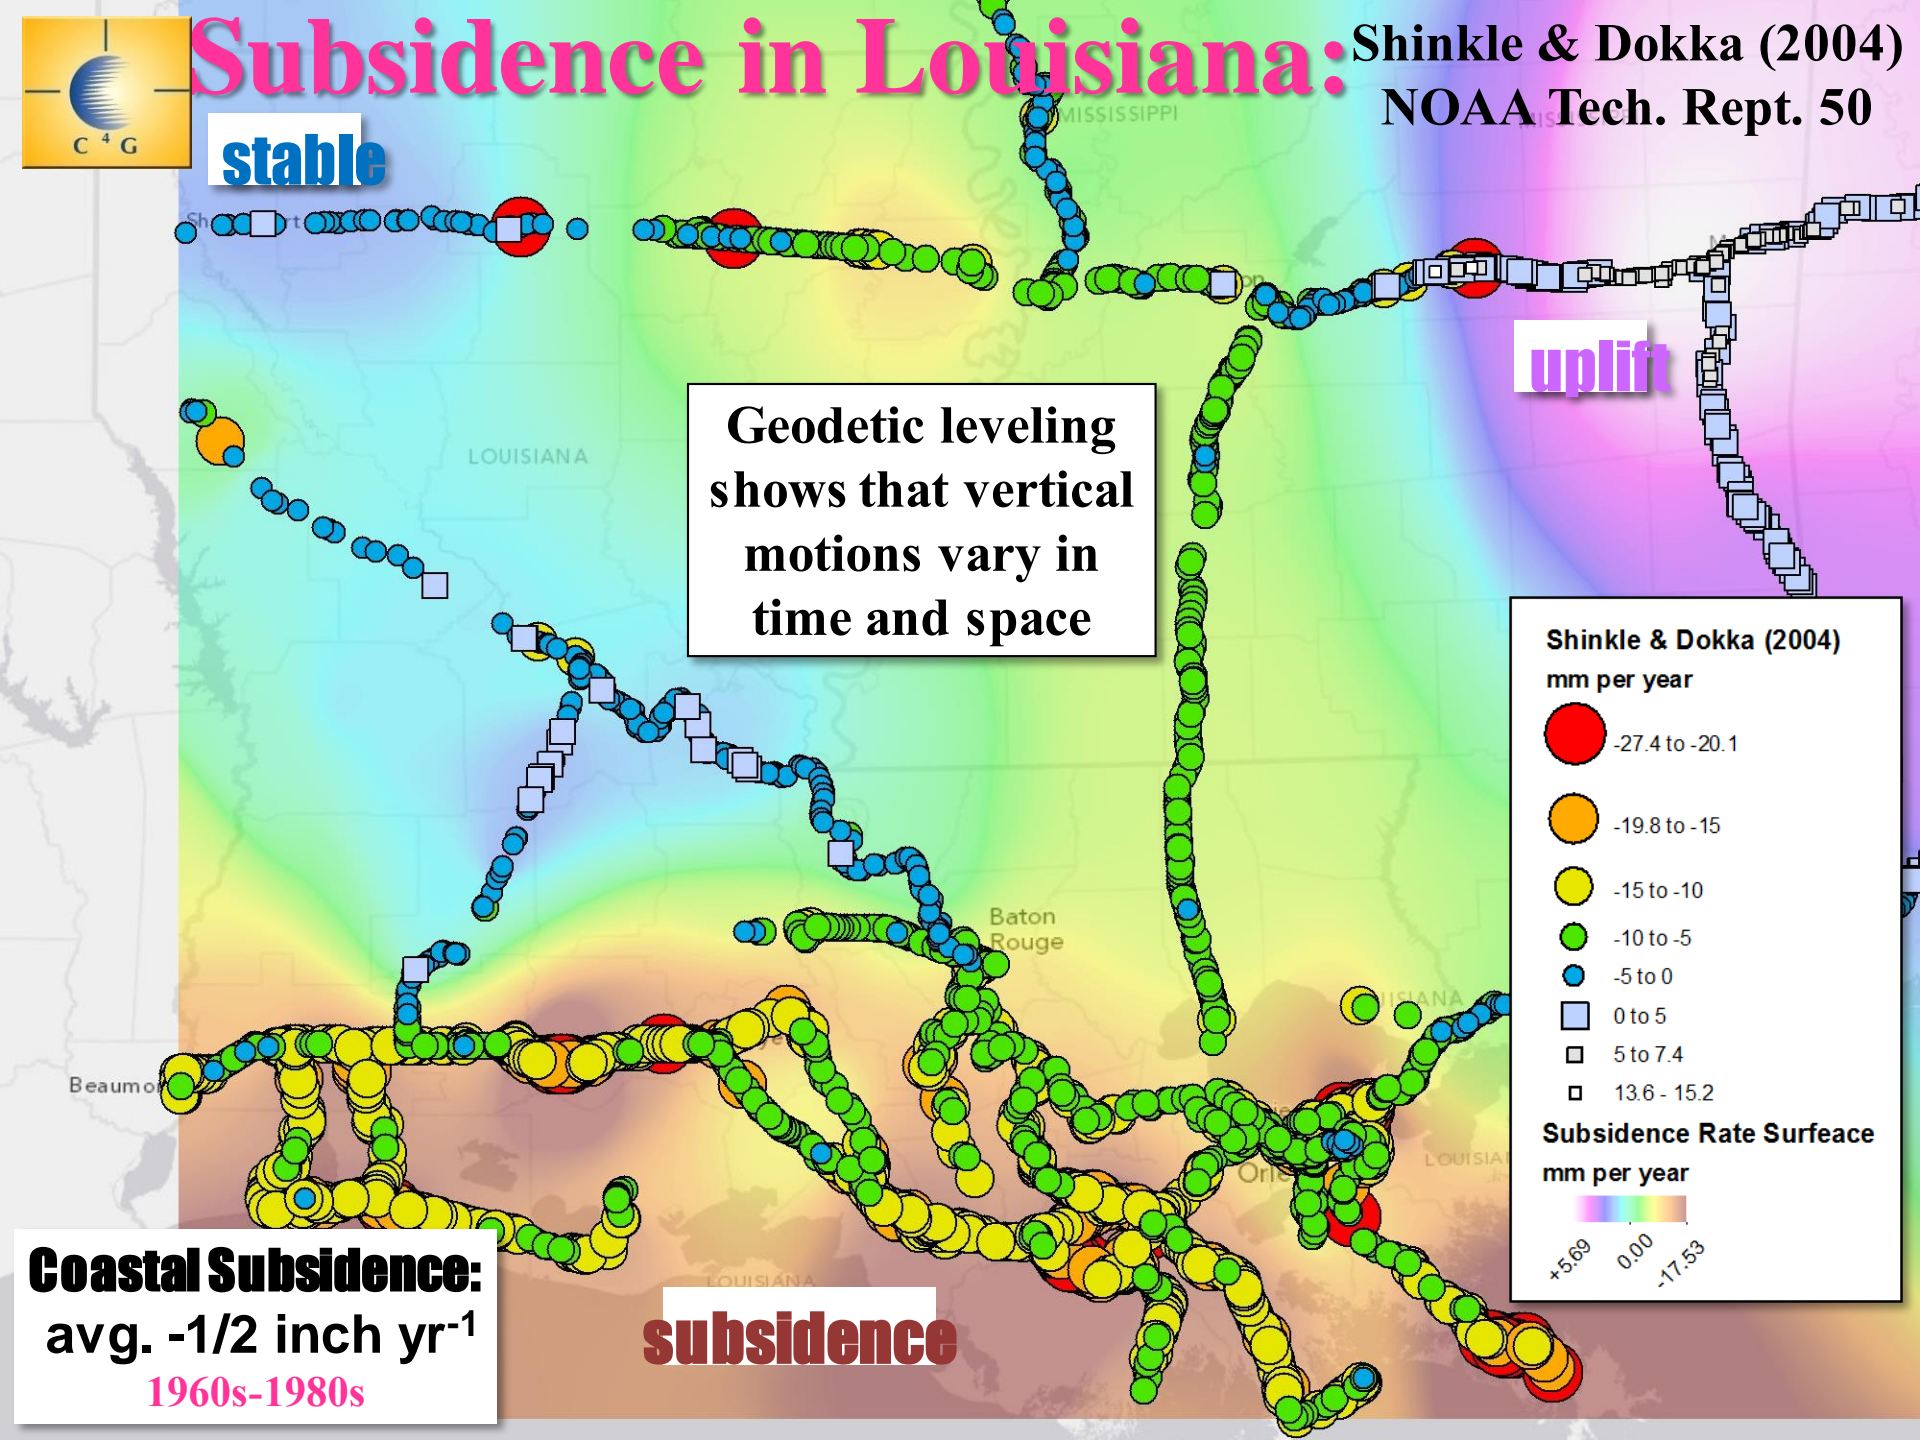 Subsidence in Louisiana:
Shinkle & Dokka (2004)
NOAA Tech. Rept. 50
C 4 G
stable
MISSISSIPPI
uplift
LOUISIANA
Geodetic leveling
shows that vertical
motions vary in
time and space
Shinkle & Dokka (2004)
mm per year
-27.4 to -20.1
-19.8 to -15
-15 to -10
-10 to -5
-5 to 0
0 to 5
5 to 7.4
13.6 - 15.2
Subsidence Rate Surfeace
mm per year
+5.69
0.00
-17.53
Baton
Rouge
Beaumo
LOUISIANA
Coastal Subsidence:
avg. -1/2 inch yr-1
1960s-1980s
subsidence